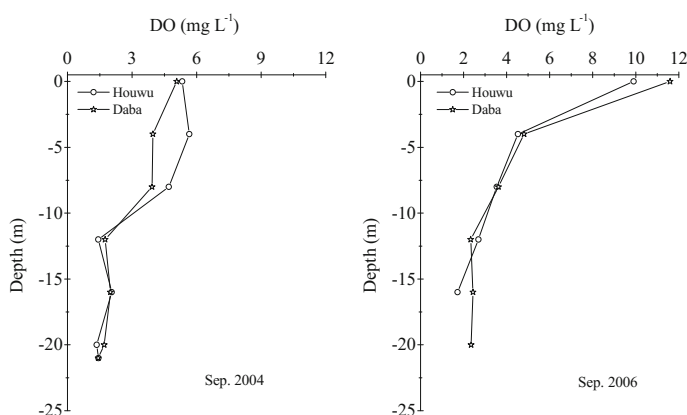 DO (mg L⁻¹)
0 3 6 9 12
0
-5
-10
-15
-20
-25
Depth (m)
Houwu
Daba
Sep. 2004
DO (mg L⁻¹)
0 2 4 6 8 10 12
0
-5
-10
-15
-20
-25
Depth (m)
Houwu
Daba
Sep. 2006